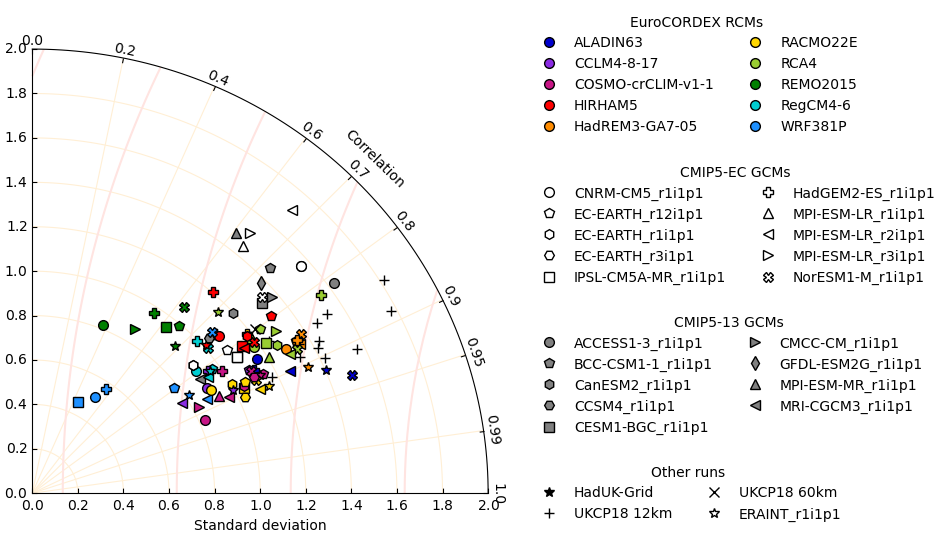 EuroCORDEX RCMs
ALADIN63 RACMO22E
CCLM4-8-17 RCA4
COSMO-crCLIM-v1-1 REMO2015
HIRHAM5 RegCM4-6
HadREM3-GA7-05 WRF381P
CMIP5-EC GCMs
CNRM-CM5_r1i1p1 HadGEM2-ES_r1i1p1
EC-EARTH_r12i1p1 MPI-ESM-LR_r1i1p1
EC-EARTH_r1i1p1 MPI-ESM-LR_r2i1p1
EC-EARTH_r3i1p1 MPI-ESM-LR_r3i1p1
IPSL-CM5A-MR_r1i1p1 NorESM1-M_r1i1p1
CMIP5-13 GCMs
ACCESS1-3_r1i1p1 CMCC-CM_r1i1p1
BCC-CSM1-1_r1i1p1 GFDL-ESM2G_r1i1p1
CanESM2_r1i1p1 MPI-ESM-MR_r1i1p1
CCSM4_r1i1p1 MRI-CGCM3_r1i1p1
CESM1-BGC_r1i1p1
Other runs
HadUK-Grid UKCP18 60km
UKCP18 12km ERAINT_r1i1p1
0.0
0.2
0.4
0.6
Correlation
0.7
0.8
0.9
0.95
0.99
1.0
2.0
1.8
1.6
1.4
1.2
1.0
0.8
0.6
0.4
0.2
0.0
0.0 0.2 0.4 0.6 0.8 1.0 1.2 1.4 1.6 1.8 2.0
Standard deviation